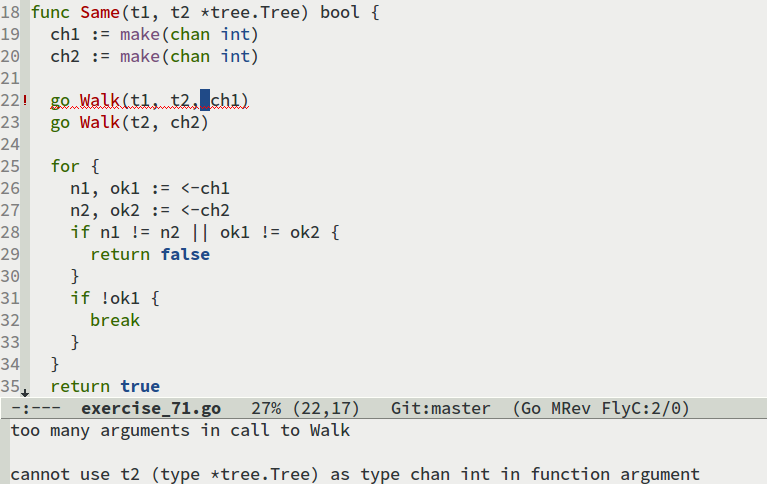 18 func Same(t1, t2 *tree.Tree) bool {
19   ch1 := make(chan int)
20   ch2 := make(chan int)
21
22!  go Walk(t1, t2, ch1)
23   go Walk(t2, ch2)
24
25   for {
26     n1, ok1 := <-ch1
27     n2, ok2 := <-ch2
28     if n1 != n2 || ok1 != ok2 {
29       return false
30     }
31     if !ok1 {
32       break
33     }
34   }
35   return true
-:---  exercise_71.go   27% (22,17)   Git:master  (Go MRev FlyC:2/0)
too many arguments in call to Walk

cannot use t2 (type *tree.Tree) as type chan int in function argument